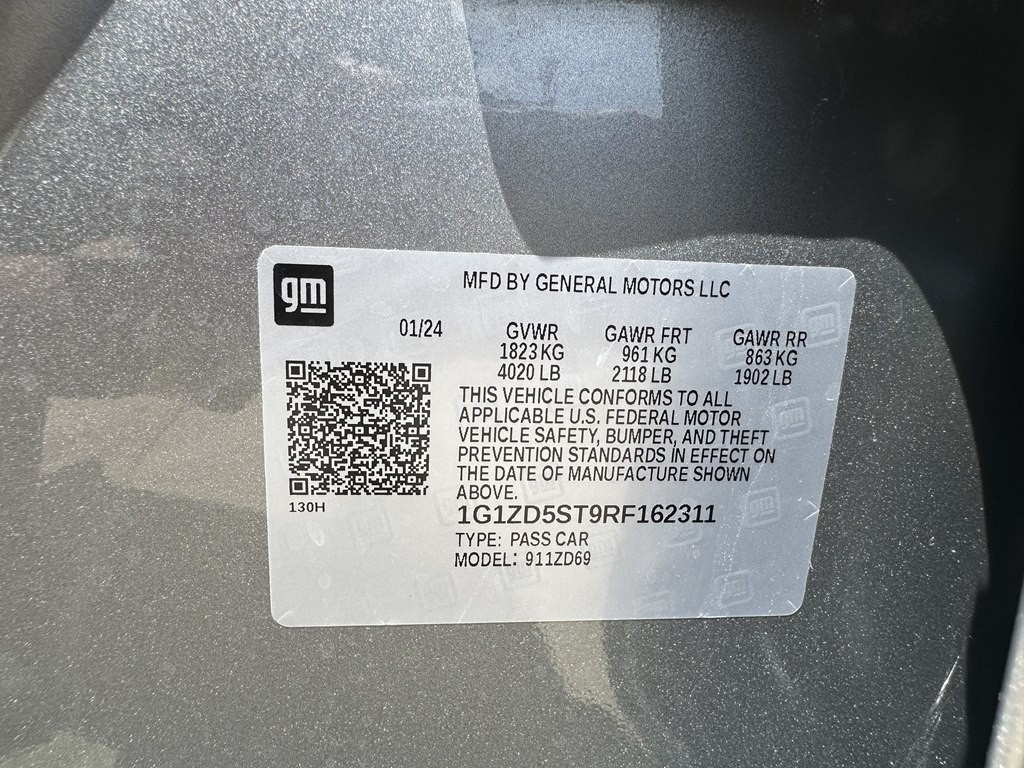 gm
MFD BY GENERAL MOTORS LLC
01/24 GVWR GAWR FRT GAWR RR
1823 KG 961 KG 863 KG
4020 LB 2118 LB 1902 LB
THIS VEHICLE CONFORMS TO ALL
APPLICABLE U.S. FEDERAL MOTOR
VEHICLE SAFETY, BUMPER, AND THEFT
PREVENTION STANDARDS IN EFFECT ON
THE DATE OF MANUFACTURE SHOWN
ABOVE.
130H
1G1ZD5ST9RF162311
TYPE: PASS CAR
MODEL: 911ZD69